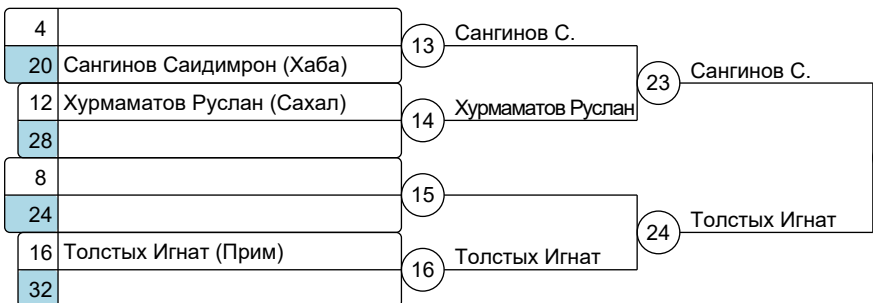 4
13 Сангинов С.
20 Сангинов Саидимрон (Хаба)
23 Сангинов С.
12 Хурмаматов Руслан (Сахал)
14 Хурмаматов Руслан
28
8
15
24
24 Толстых Игнат
16 Толстых Игнат (Прим)
16 Толстых Игнат
32